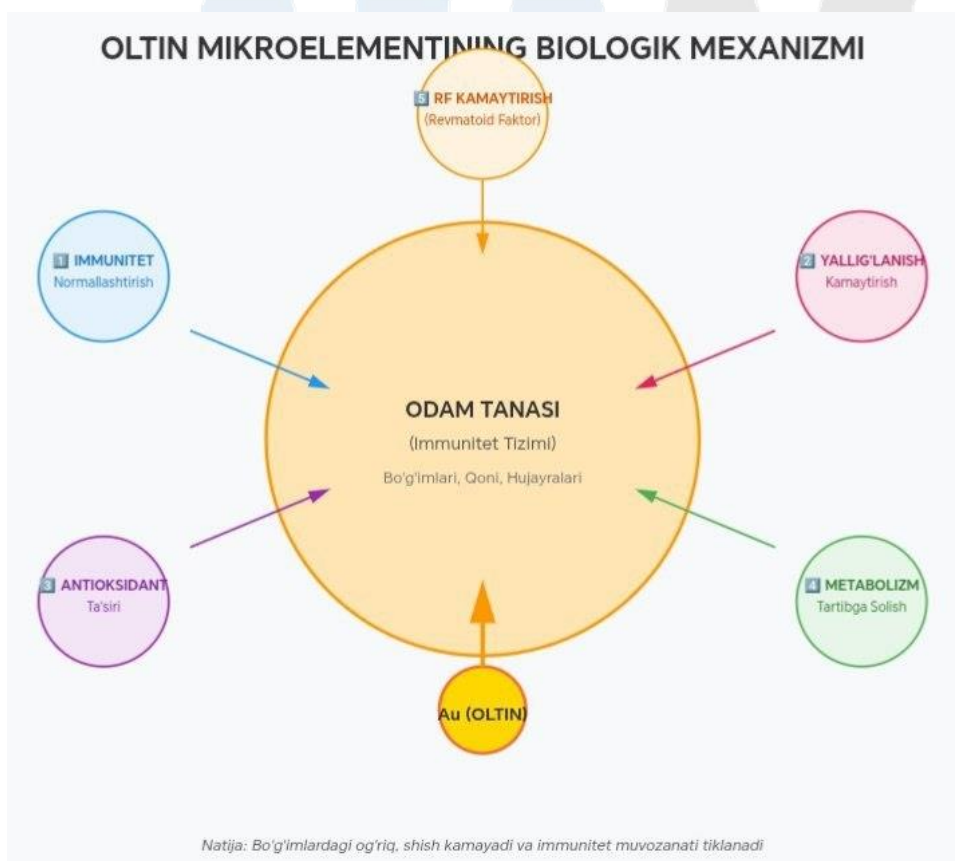 OLTIN MIKROELEMENTINING BIOLOGIK MEXANIZMI
5 RF KAMAYTIRISH
(Revmatoid Faktor)
1 IMMUNITET
Normallashtirish
2 YALLIG'LANISH
Kamaytirish
ODAM TANASI
(Immunitet Tizimi)
Bo'g'imlari, Qoni, Hujayralari
3 ANTIOKSIDANT
Ta'siri
4 METABOLIZM
Tartibga Solish
Au (OLTIN)
Natija: Bo'g'imlardagi og'riq, shish kamayadi va immunitet muvozanati tiklanadi